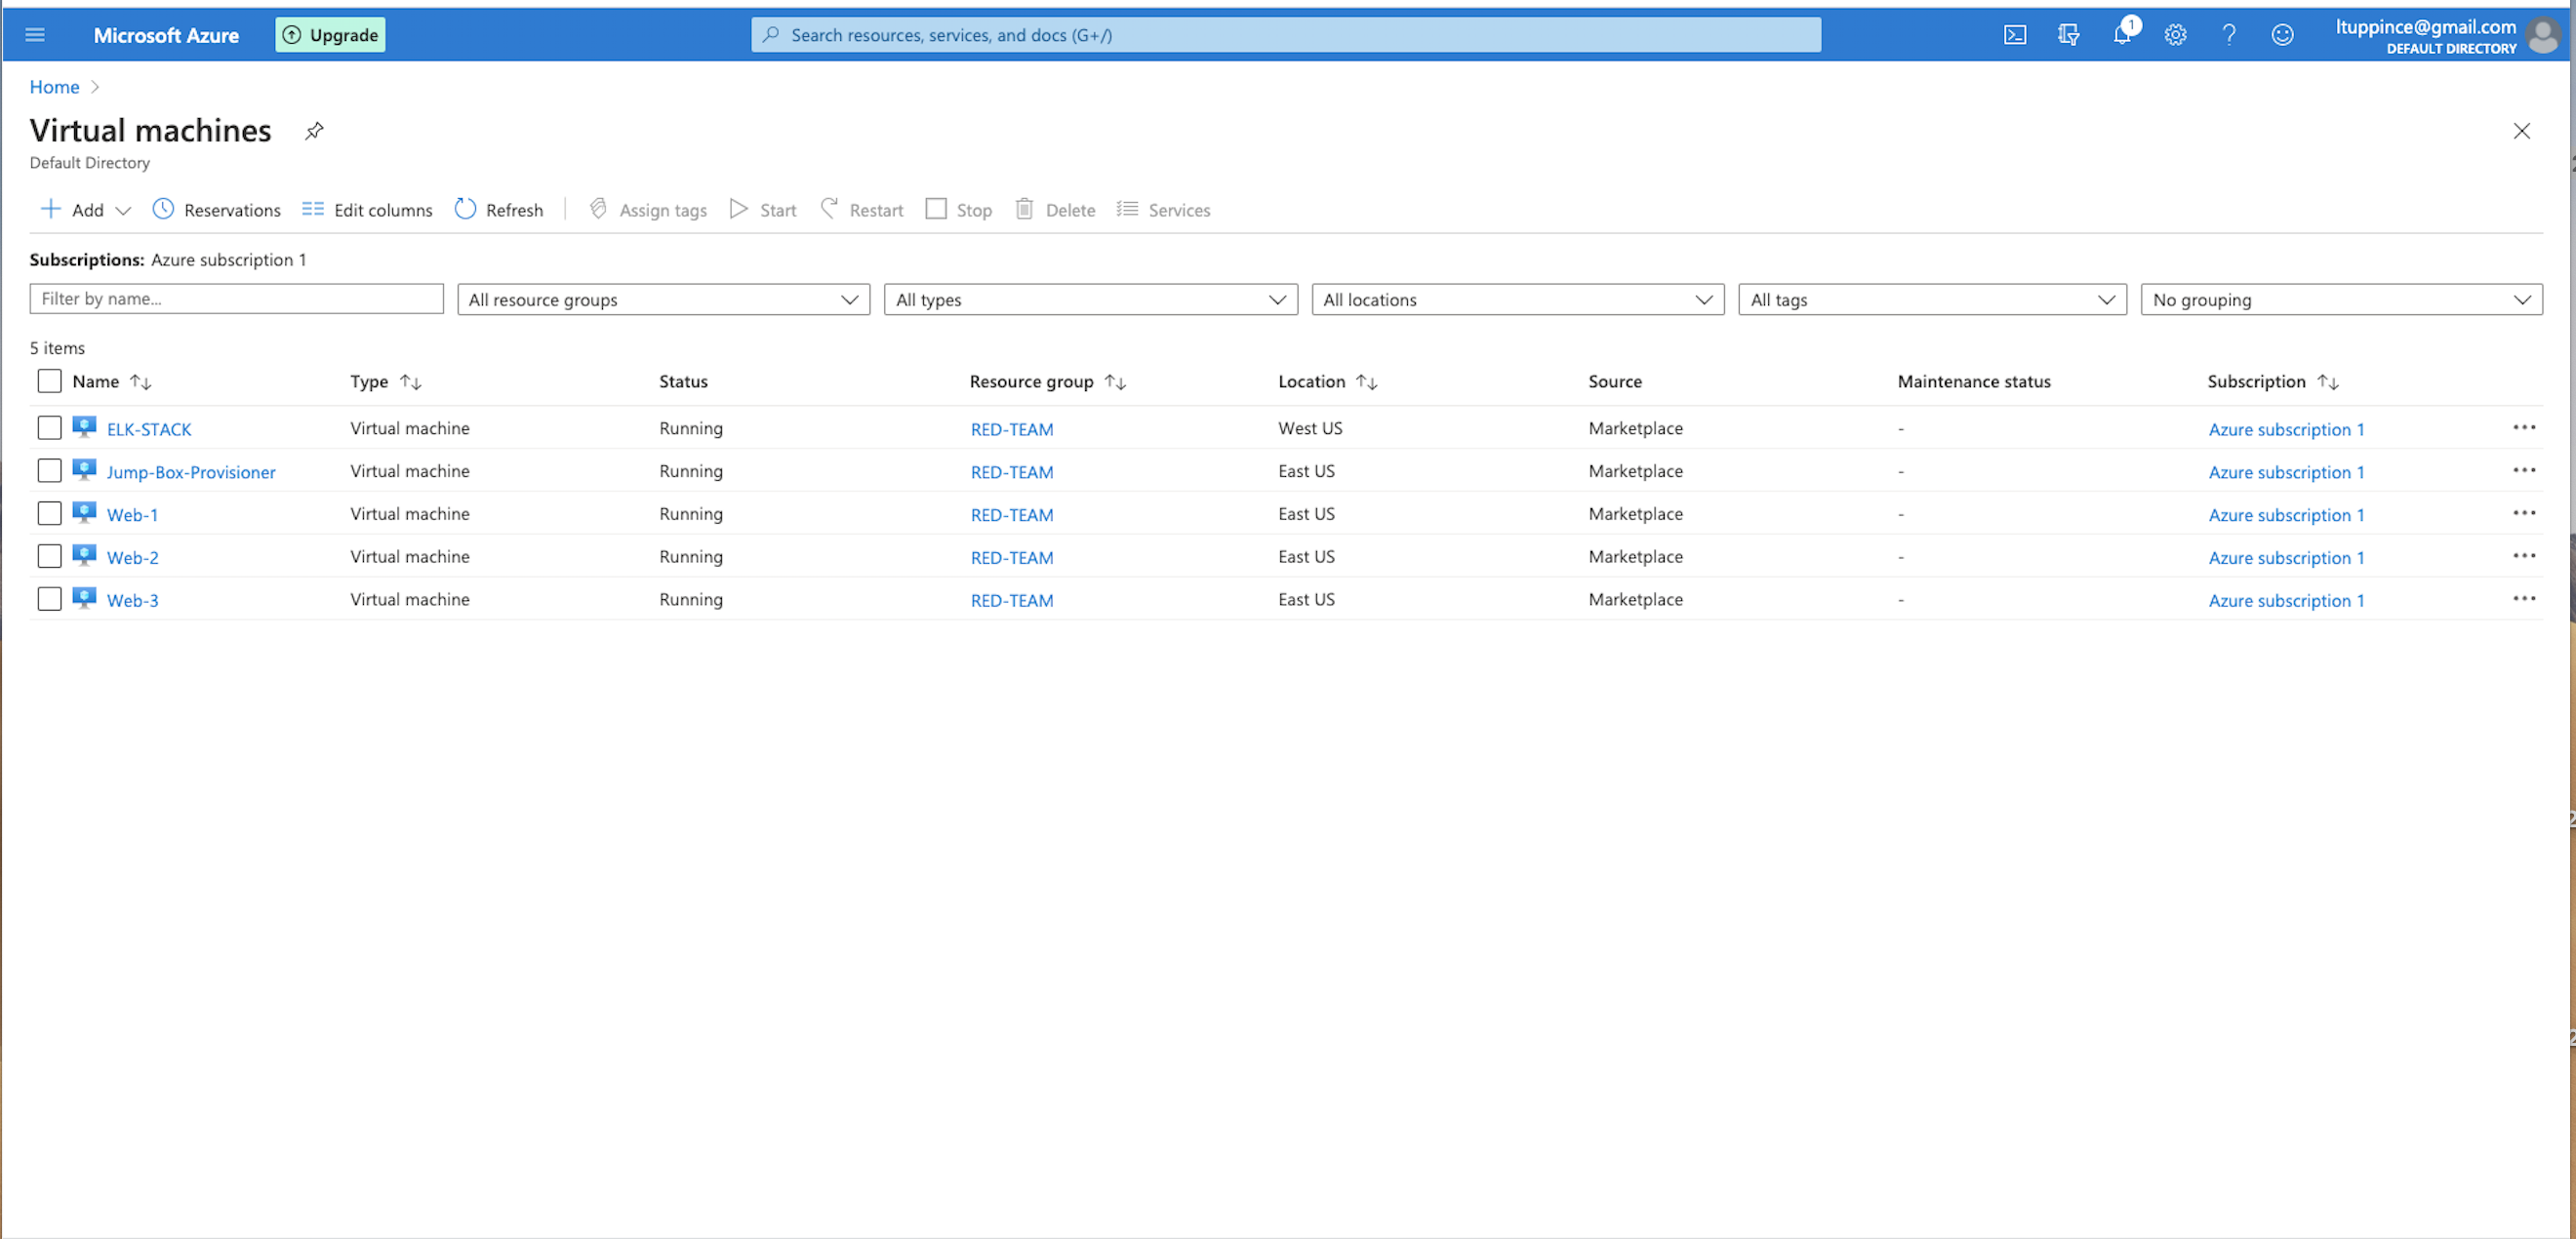 Microsoft Azure Upgrade Search resources, services, and docs (G+/) 1 ltuppince@gmail.com
DEFAULT DIRECTORY
Home
Virtual machines
Default Directory
Add Reservations Edit columns Refresh Assign tags Start Restart Stop Delete Services
Subscriptions: Azure subscription 1
Filter by name... All resource groups All types All locations All tags No grouping
5 items
Name Type Status Resource group Location Source Maintenance status Subscription
ELK-STACK Virtual machine Running RED-TEAM West US Marketplace - Azure subscription 1
Jump-Box-Provisioner Virtual machine Running RED-TEAM East US Marketplace - Azure subscription 1
Web-1 Virtual machine Running RED-TEAM East US Marketplace - Azure subscription 1
Web-2 Virtual machine Running RED-TEAM East US Marketplace - Azure subscription 1
Web-3 Virtual machine Running RED-TEAM East US Marketplace - Azure subscription 1